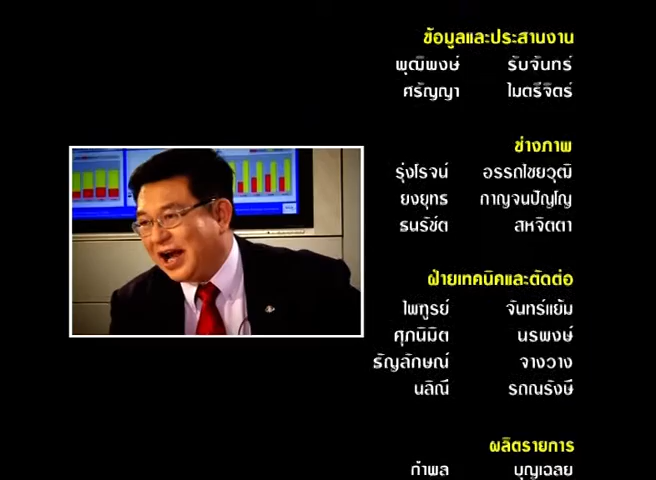 ข้อมูลและประสานงาน
พุฒิพงษ์ รับจันทร์
ศรัญญา ไมตรีจิตร์
ช่างภาพ
รุ่งโรจน์ อรรถไชยวุฒิ
ยงยุทธ กาญจนปัญโญ
ธนรัชต์ สหจิตตา
ฝ่ายเทคนิคและตัดต่อ
ไพฑูรย์ จันทร์แย้ม
ศุภนิมิต นรพงษ์
ธัญลักษณ์ จางวาง
นลินี รถณรังษี
ผลิตรายการ
กำพล บุญเฉลย